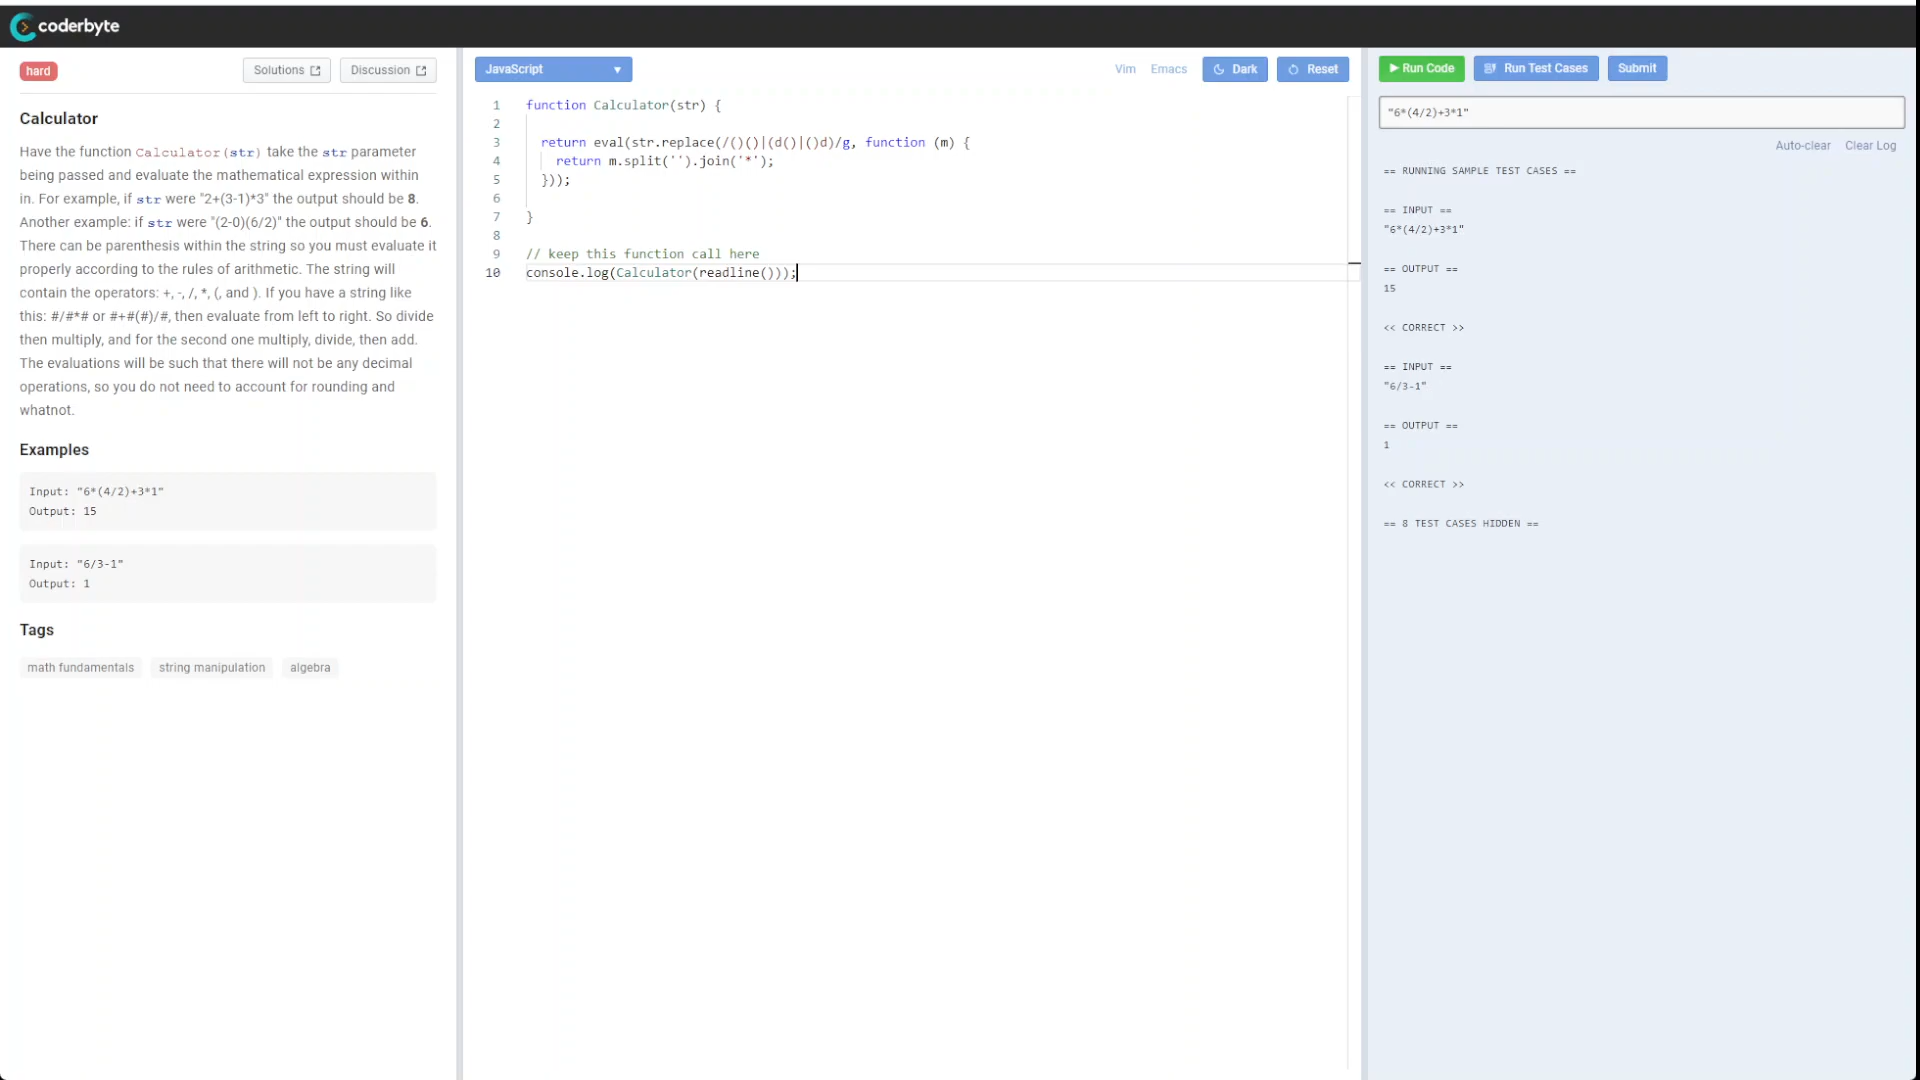 coderbyte
hard
Solutions
Discussion
Calculator
Have the function Calculator(str) take the str parameter
being passed and evaluate the mathematical expression within
in. For example, if str were "2+(3-1)*3" the output should be 8.
Another example: if str were "(2-0)(6/2)" the output should be 6.
There can be parenthesis within the string so you must evaluate it
properly according to the rules of arithmetic. The string will
contain the operators: +, -, /, *, (, and ). If you have a string like
this: #/#*# or #+#(#)/#, then evaluate from left to right. So divide
then multiply, and for the second one multiply, divide, then add.
The evaluations will be such that there will not be any decimal
operations, so you do not need to account for rounding and
whatnot.
Examples
Input: "6*(4/2)+3*1"
Output: 15
Input: "6/3-1"
Output: 1
Tags
math fundamentals
string manipulation
algebra
JavaScript
Vim
Emacs
Dark
Reset
1 function Calculator(str) {
2
3 return eval(str.replace(/()()|(d()|()d)/g, function (m) {
4 return m.split('').join('*');
5 }));
6
7 }
8
9 // keep this function call here
10 console.log(Calculator(readline()));
Run Code
Run Test Cases
Submit
"6*(4/2)+3*1"
Auto-clear
Clear Log
== RUNNING SAMPLE TEST CASES ==
== INPUT ==
"6*(4/2)+3*1"
== OUTPUT ==
15
<< CORRECT >>
== INPUT ==
"6/3-1"
== OUTPUT ==
1
<< CORRECT >>
== 8 TEST CASES HIDDEN ==